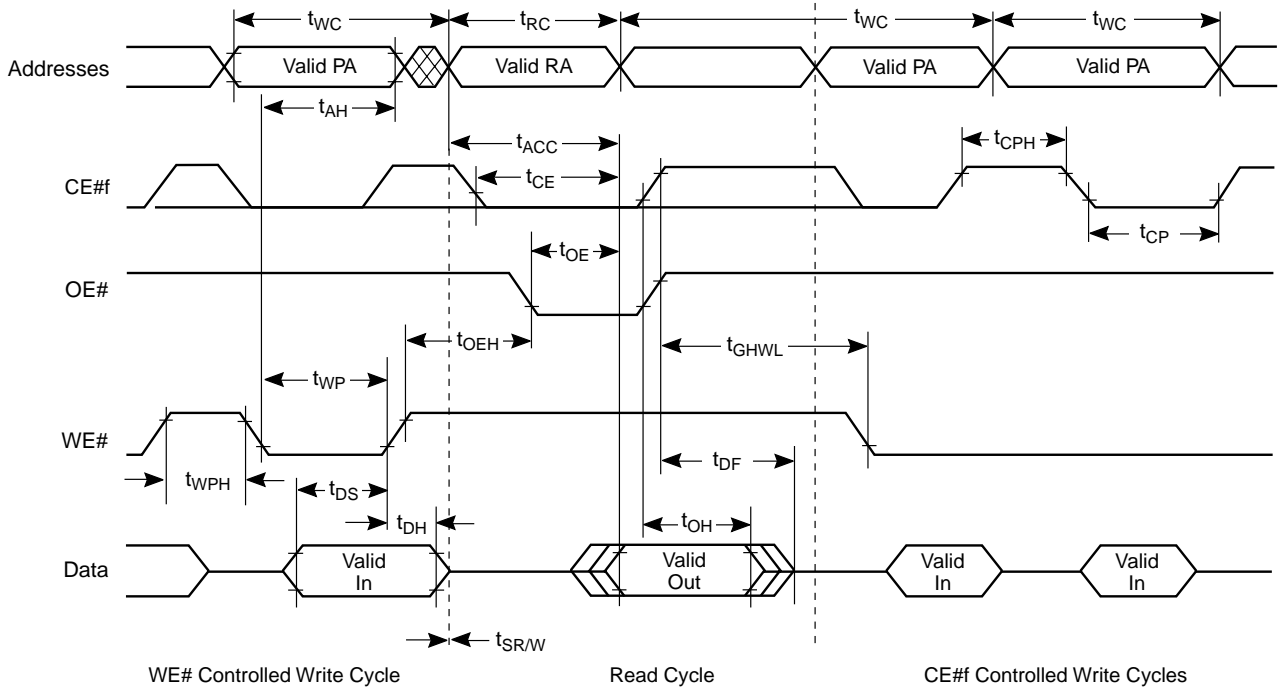 tWC tRC tWC tWC
Addresses Valid PA Valid RA Valid PA Valid PA
tAH
tACC tCPH
CE#f tCE
tCP
tOE
OE#
tOEH tGHWL
tWP
WE#
tDF
tWPH tDS
tDH tOH
Data Valid In Valid Out Valid In Valid In
tSR/W
WE# Controlled Write Cycle Read Cycle CE#f Controlled Write Cycles